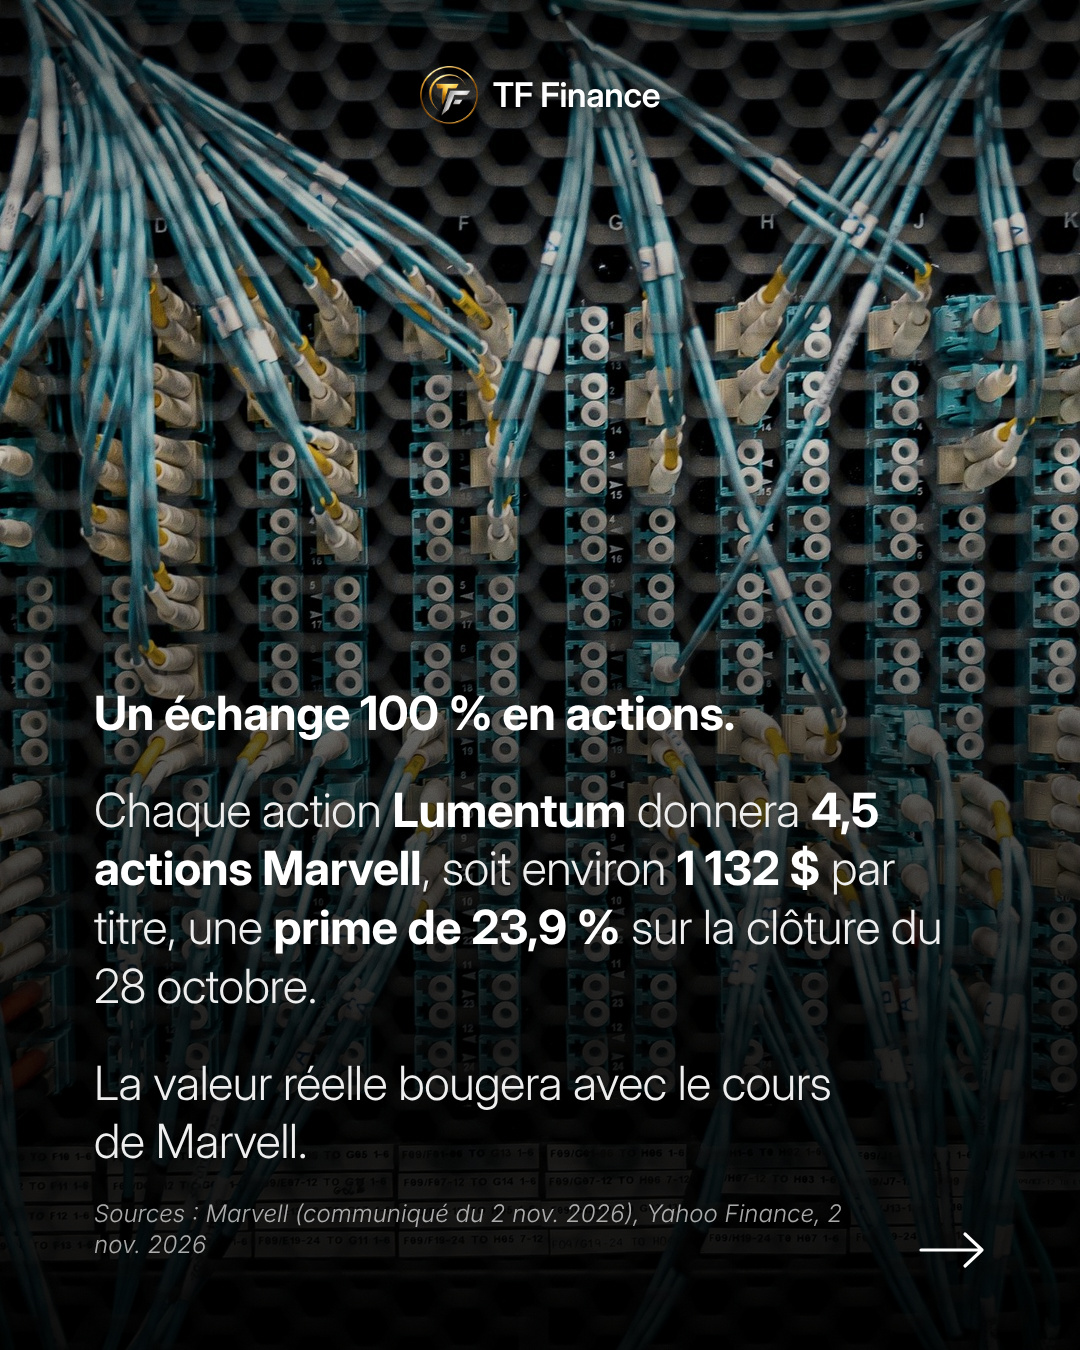 TF Finance
D
F
G
H
J
K
Un échange 100 % en actions.
Chaque action Lumentum donnera 4,5
actions Marvell, soit environ 1 132 $ par
titre, une prime de 23,9 % sur la clôture du
28 octobre.
La valeur réelle bougera avec le cours
de Marvell.
Sources : Marvell (communiqué du 2 nov. 2026), Yahoo Finance, 2
nov. 2026